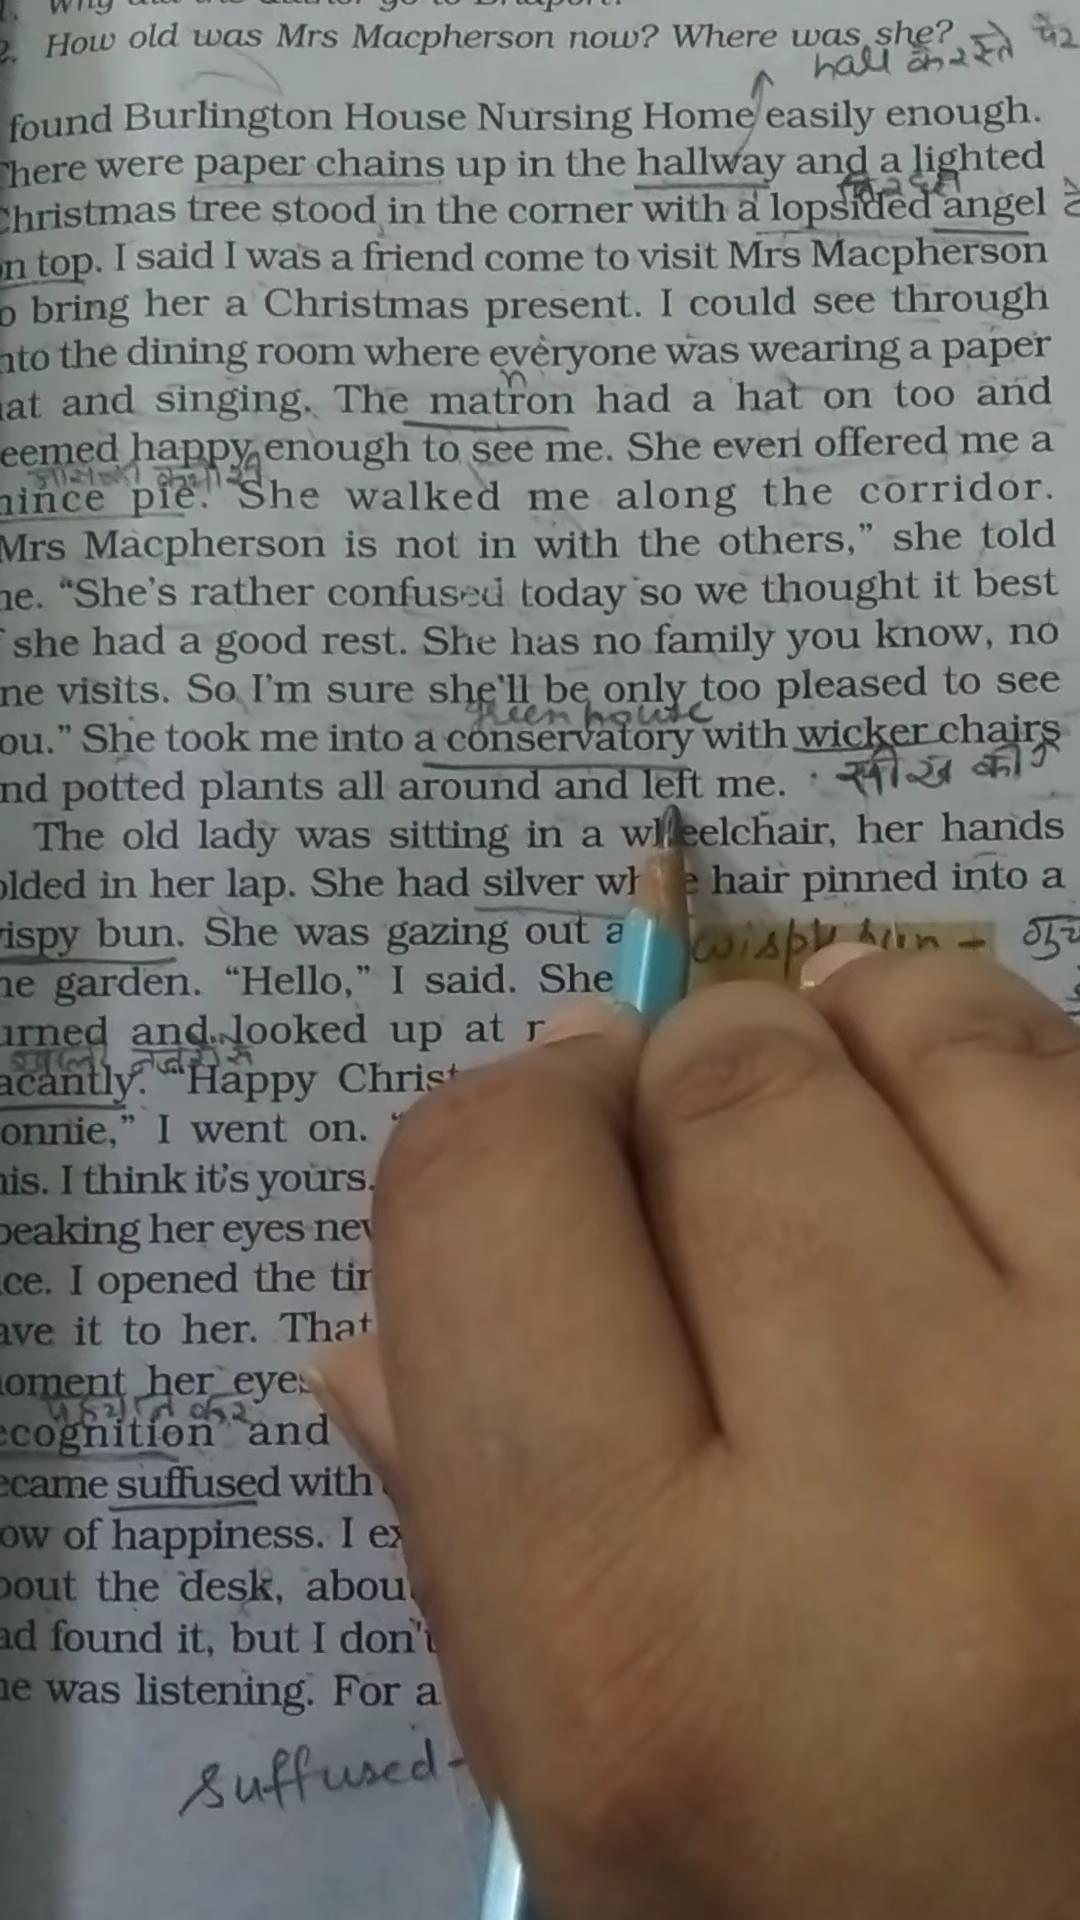 2. How old was Mrs Macpherson now? Where was she?
hall के रस्ते पर
found Burlington House Nursing Home easily enough.
There were paper chains up in the hallway and a lighted
Christmas tree stood in the corner with a lopsided angel
on top. I said I was a friend come to visit Mrs Macpherson
to bring her a Christmas present. I could see through
into the dining room where everyone was wearing a paper
hat and singing. The matron had a hat on too and
seemed happy enough to see me. She even offered me a
mince pie. She walked me along the corridor.
Mrs Macpherson is not in with the others,” she told
me. “She’s rather confused today so we thought it best
she had a good rest. She has no family you know, no
one visits. So I’m sure she’ll be only too pleased to see
green house
you.” She took me into a conservatory with wicker chairs
and potted plants all around and left me. सीख की
The old lady was sitting in a wheelchair, her hands
folded in her lap. She had silver white hair pinned into a
wispy bun. She was gazing out a
wispy bun -
the garden. “Hello,” I said. She
turned and looked up at
vacantly. “Happy Christ
onnie,” I went on.
this. I think it’s yours.
speaking her eyes
ce. I opened the tin
gave it to her. That
moment her eyes
पहचान कर
recognition and
became suffused with
ow of happiness. I
about the desk,
had found it, but I don’t
she was listening. For a
suffused -